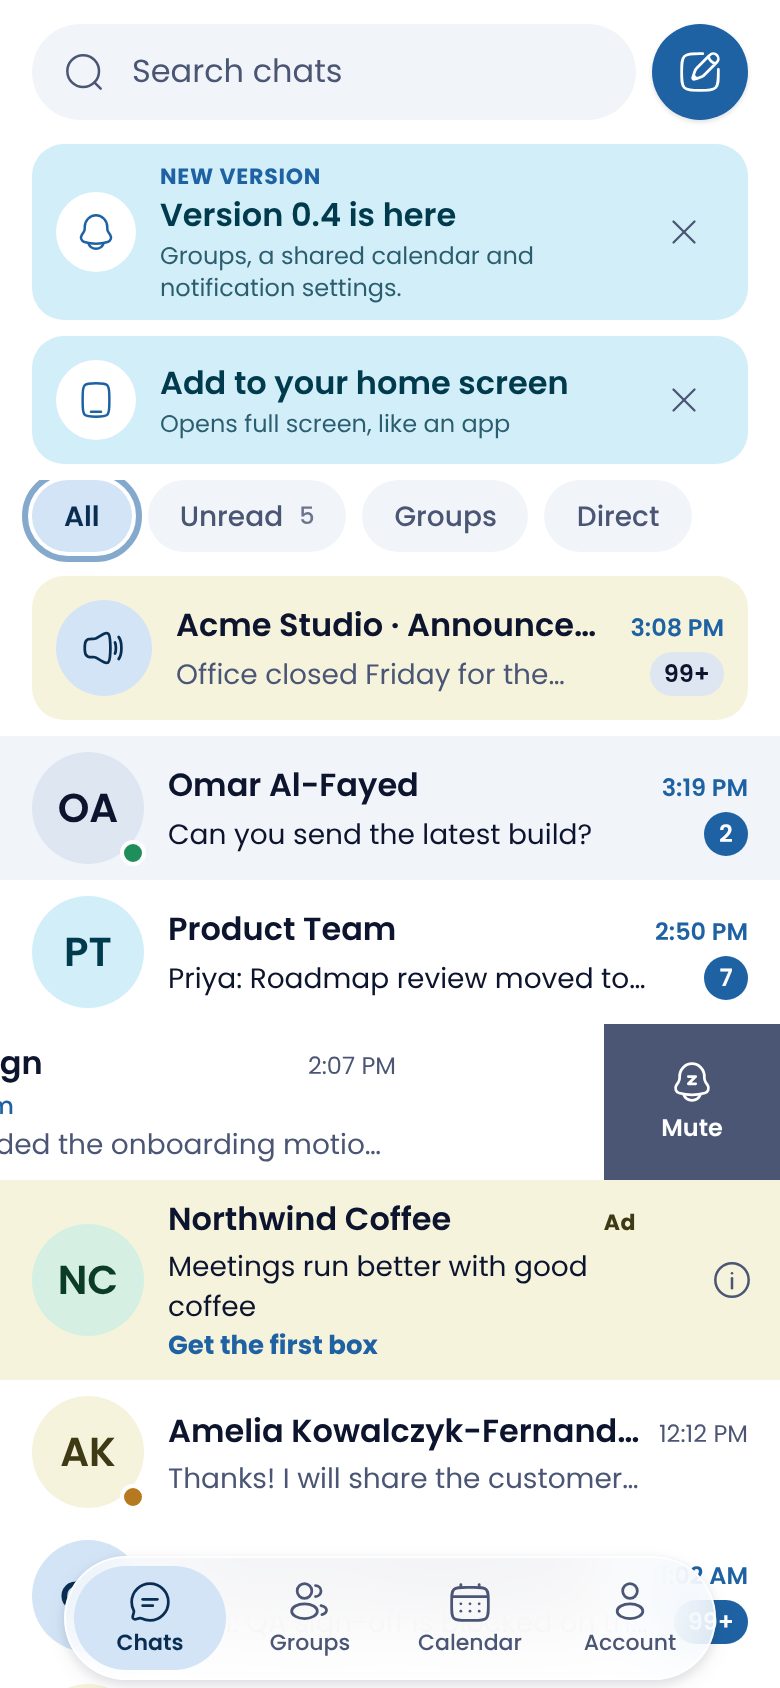 Search chats
NEW VERSION
Version 0.4 is here
Groups, a shared calendar and
notification settings.
Add to your home screen
Opens full screen, like an app
All
Unread 5
Groups
Direct
Acme Studio · Announce...
3:08 PM
Office closed Friday for the...
99+
OA
Omar Al-Fayed
3:19 PM
Can you send the latest build?
2
PT
Product Team
2:50 PM
Priya: Roadmap review moved to...
7
gn
2:07 PM
ded the onboarding motio...
Mute
Northwind Coffee
Ad
NC
Meetings run better with good
coffee
Get the first box
AK
Amelia Kowalczyk-Fernand...
12:12 PM
Thanks! I will share the customer...
:02 AM
99+
Chats
Groups
Calendar
Account